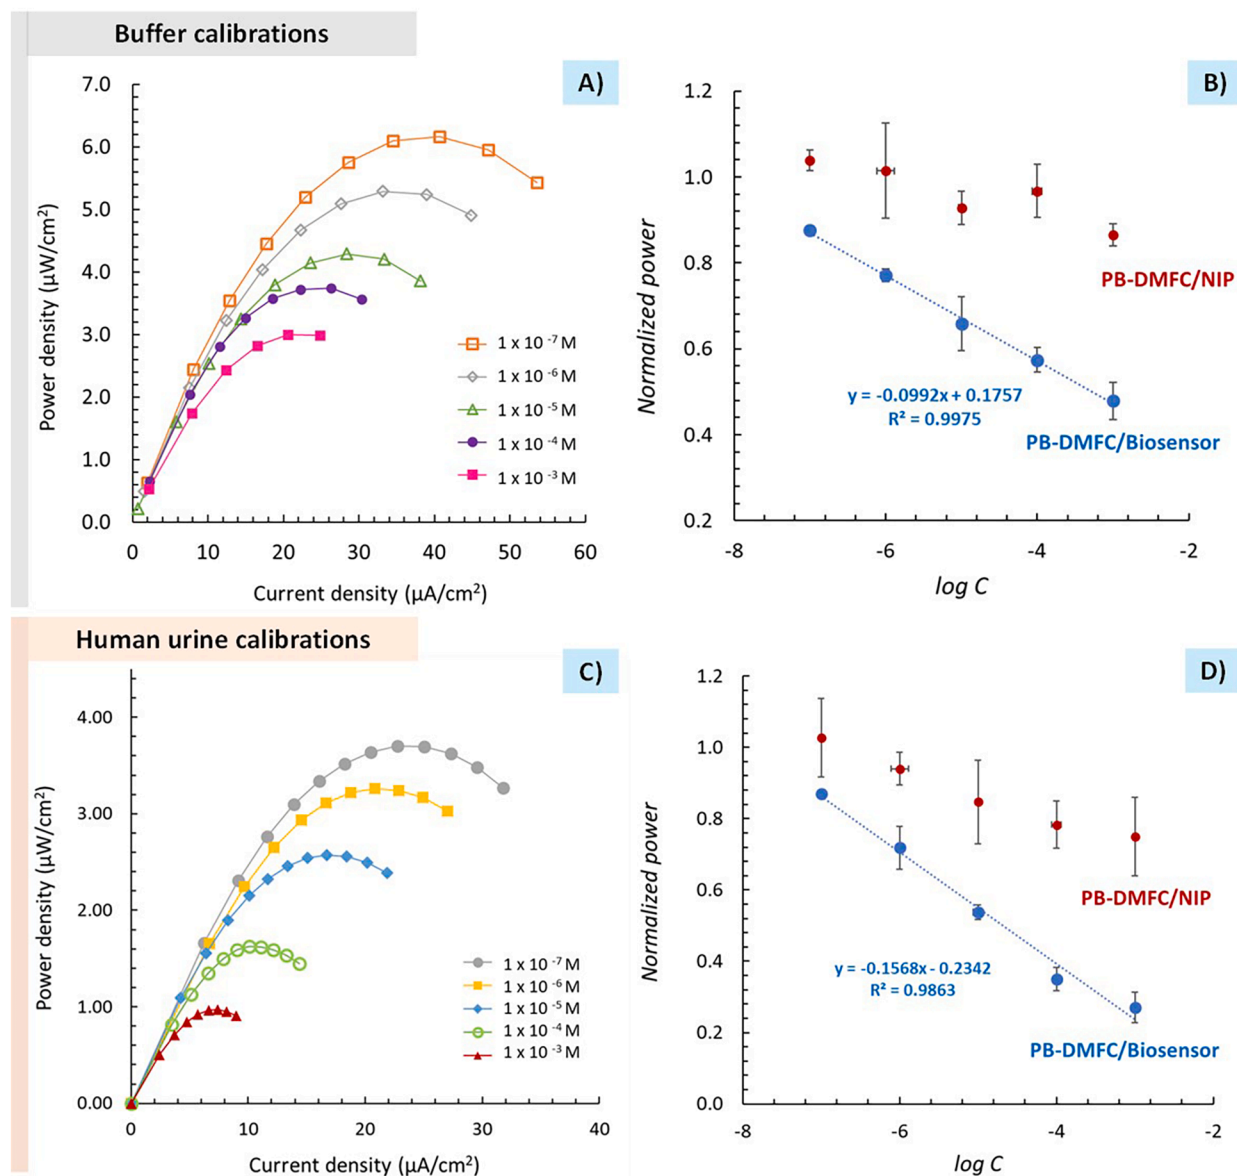 Buffer calibrations
A)
7.0
6.0
5.0
4.0
3.0
2.0
1.0
0.0
Power density (µW/cm²)
1 x 10 ⁻⁷ M
1 x 10 ⁻⁶ M
1 x 10 ⁻⁵ M
1 x 10 ⁻⁴ M
1 x 10 ⁻³ M
0 10 20 30 40 50 60
Current density (µA/cm²)
B)
1.2
1.0
0.8
0.6
0.4
0.2
Normalized power
PB-DMFC/NIP
y = -0.0992x + 0.1757
R² = 0.9975
PB-DMFC/Biosensor
-8 -6 -4 -2
log C
Human urine calibrations
C)
4.00
3.00
2.00
1.00
0.00
Power density (µW/cm²)
1 x 10 ⁻⁷ M
1 x 10 ⁻⁶ M
1 x 10 ⁻⁵ M
1 x 10 ⁻⁴ M
1 x 10 ⁻³ M
0 10 20 30 40
Current density (µA/cm²)
D)
1.2
1.0
0.8
0.6
0.4
0.2
0.0
Normalized power
PB-DMFC/NIP
y = -0.1568x - 0.2342
R² = 0.9863
PB-DMFC/Biosensor
-8 -6 -4 -2
log C